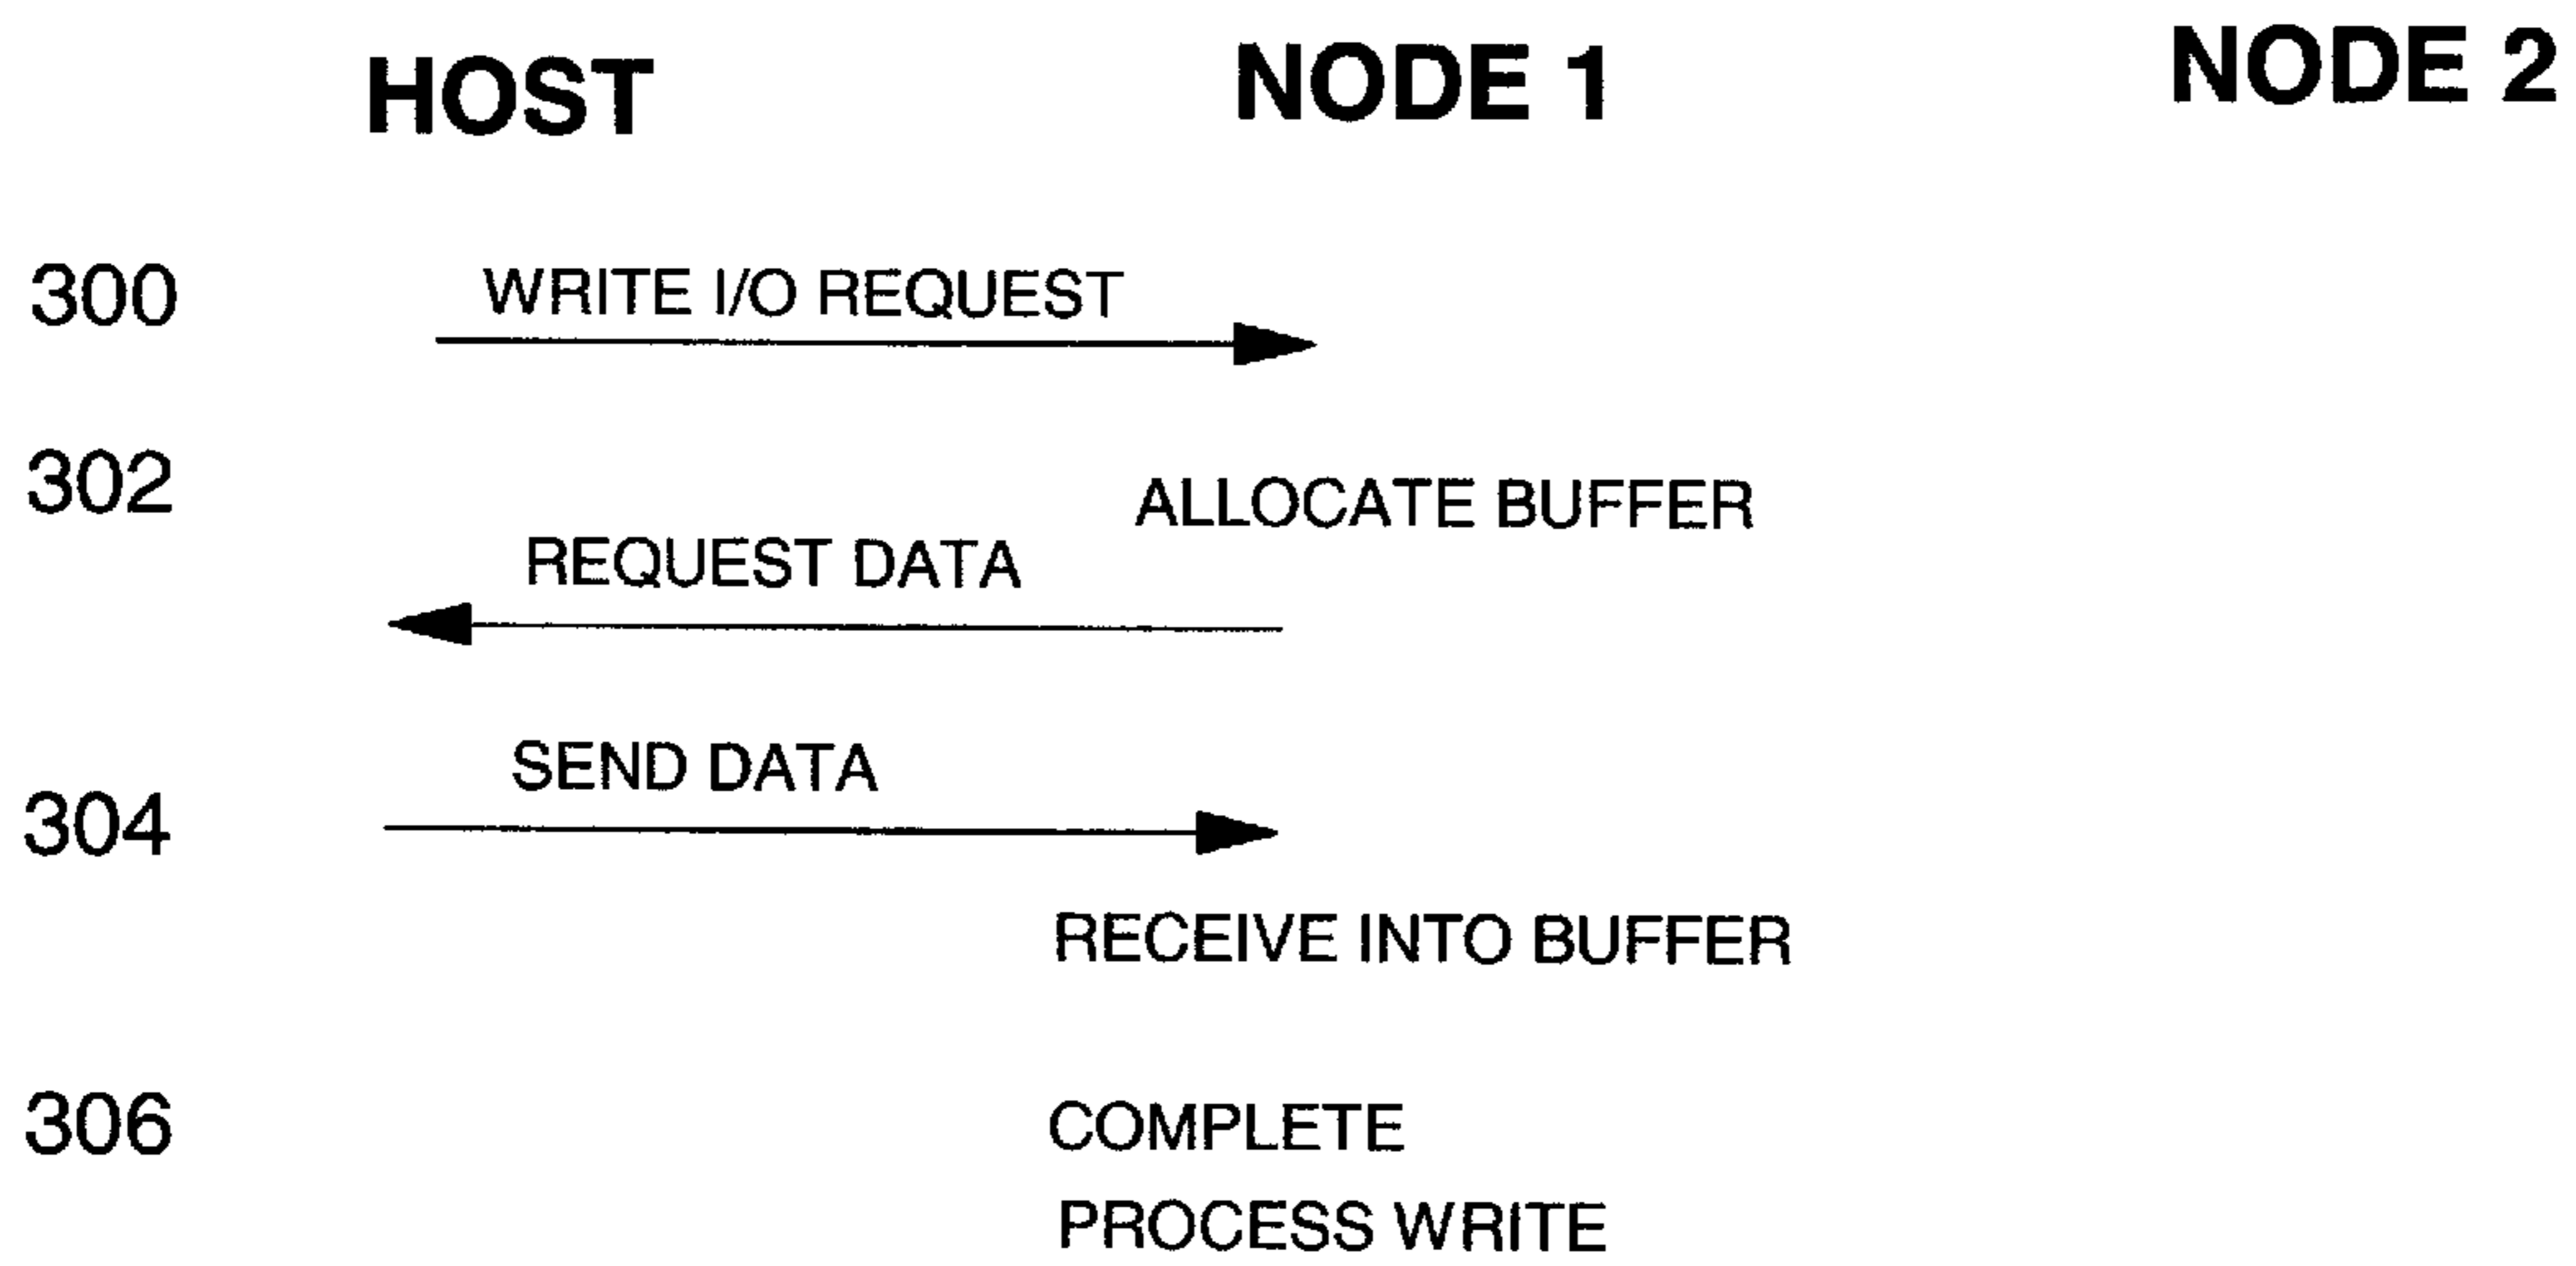 HOST NODE 1 NODE 2
300 WRITE I/O REQUEST
302 ALLOCATE BUFFER
REQUEST DATA
SEND DATA
304
RECEIVE INTO BUFFER
306 COMPLETE
PROCESS WRITE